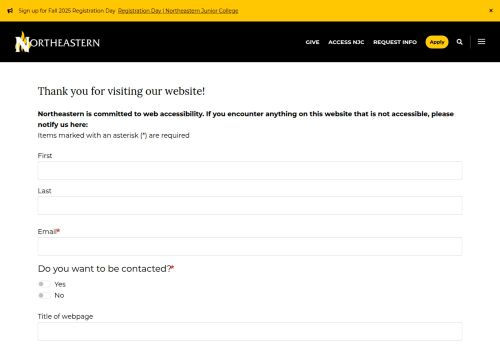 Sign up for Fall 2025 Registration Day Registration Day | Northeastern Junior College ×
NORTHEASTERN GIVE ACCESS NJC REQUEST INFO Apply
Thank you for visiting our website!
Northeastern is committed to web accessibility. If you encounter anything on this website that is not accessible, please
notify us here:
Items marked with an asterisk (*) are required
First
Last
Email*
Do you want to be contacted?*
Yes
No
Title of webpage